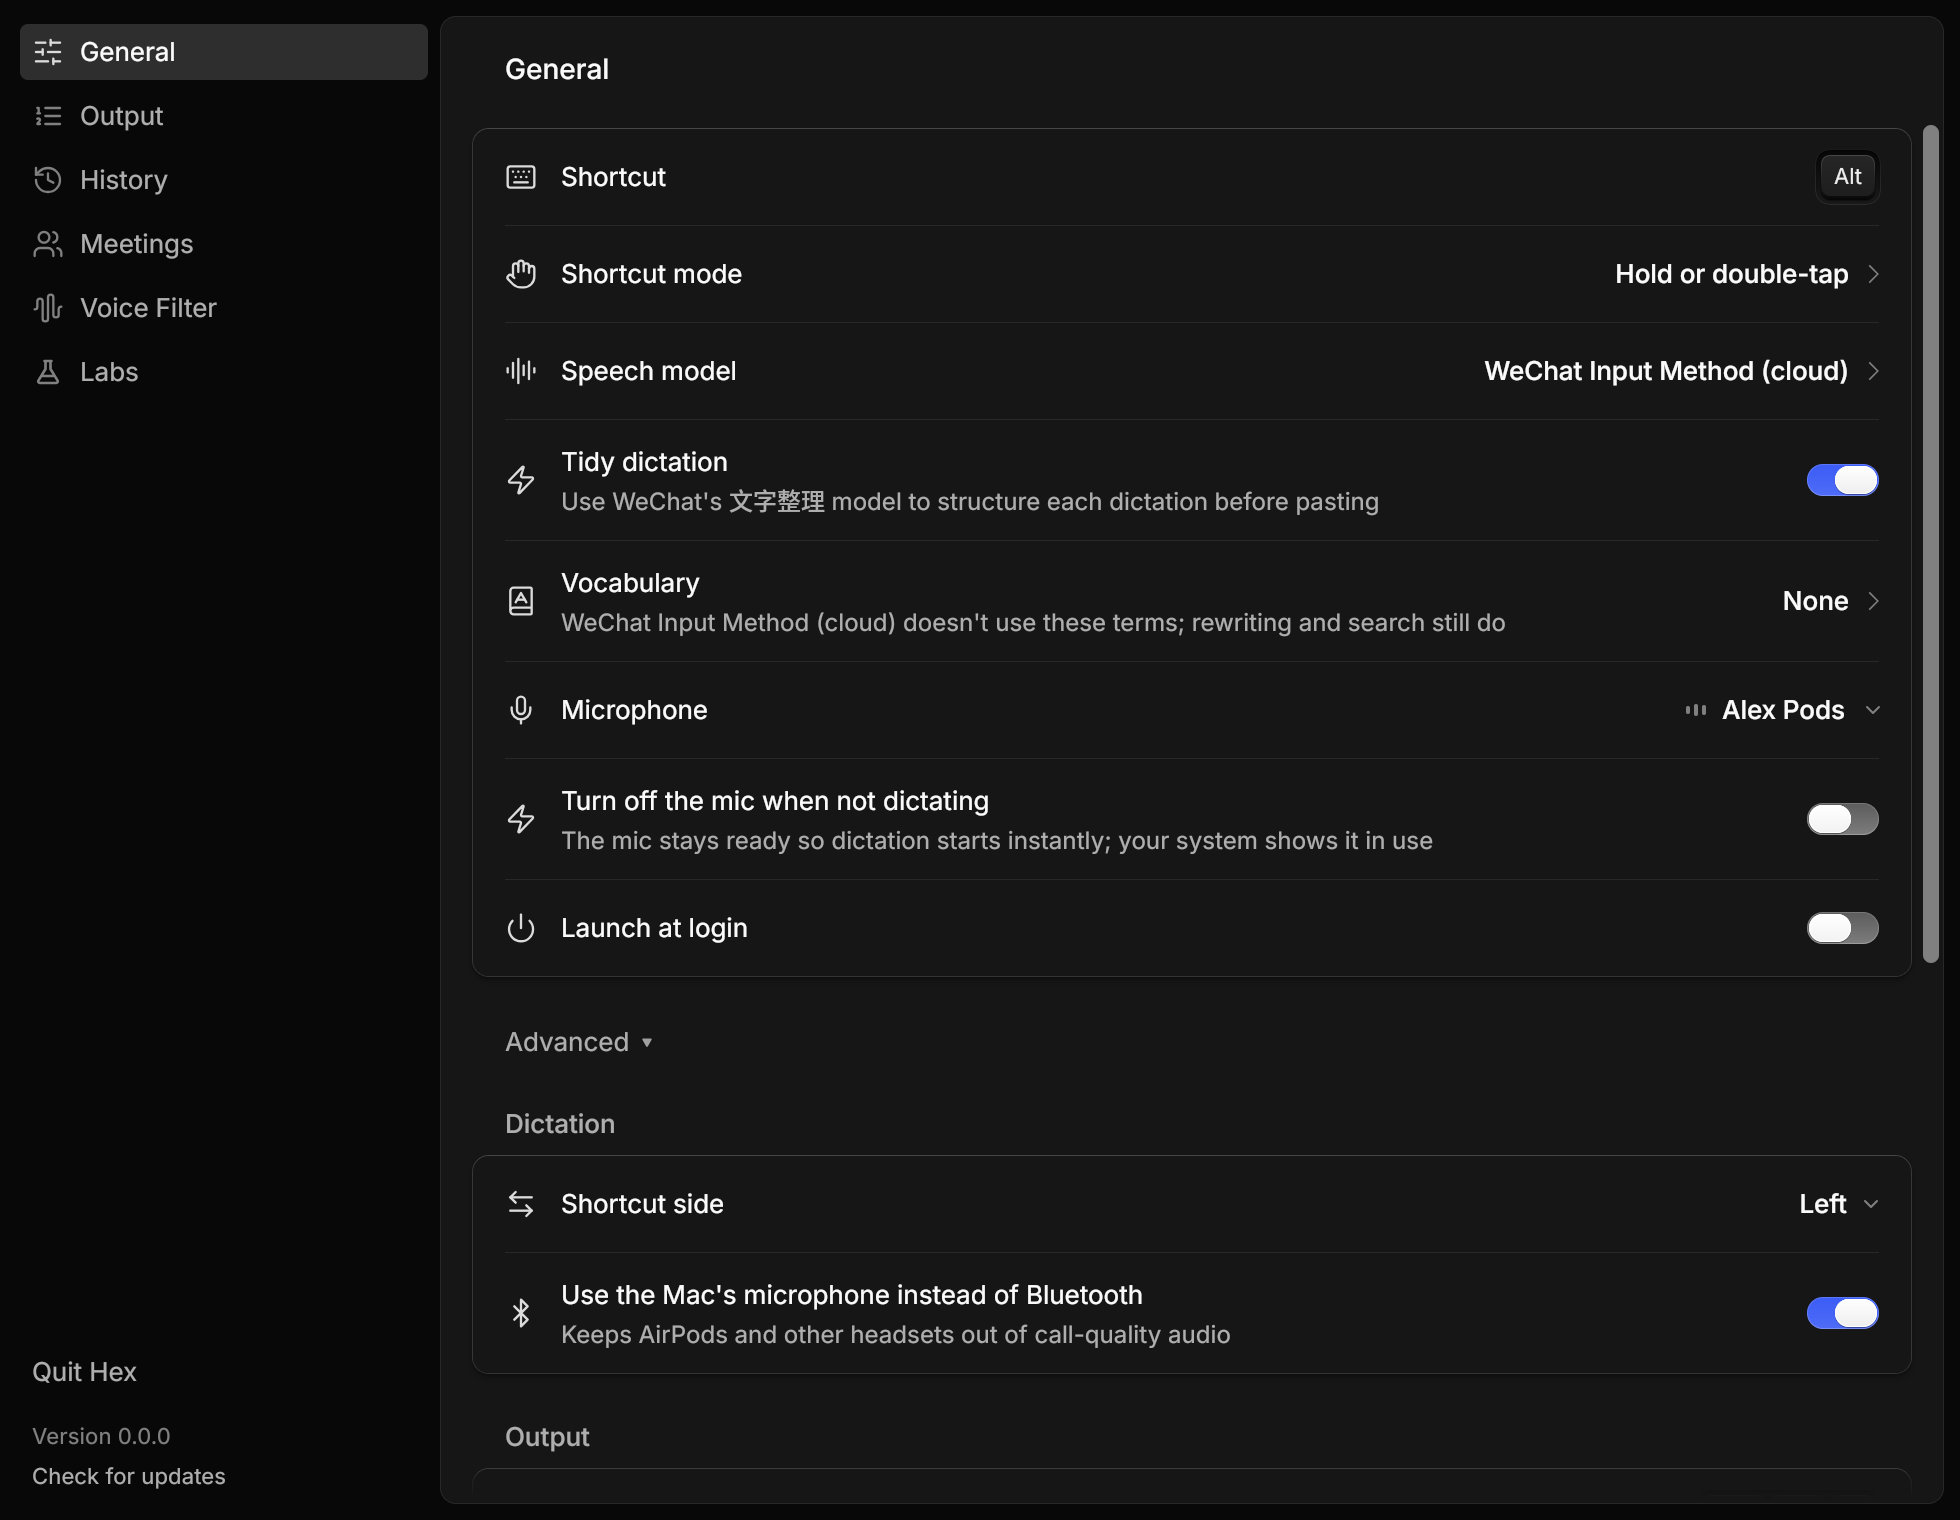 General
Output
History
Meetings
Voice Filter
Labs
Quit Hex
Version 0.0.0
Check for updates
General
Shortcut Alt
Shortcut mode Hold or double-tap
Speech model WeChat Input Method (cloud)
Tidy dictation
Use WeChat's 文字整理 model to structure each dictation before pasting
Vocabulary
WeChat Input Method (cloud) doesn't use these terms; rewriting and search still do
None
Microphone Alex Pods
Turn off the mic when not dictating
The mic stays ready so dictation starts instantly; your system shows it in use
Launch at login
Advanced
Dictation
Shortcut side Left
Use the Mac's microphone instead of Bluetooth
Keeps AirPods and other headsets out of call-quality audio
Output